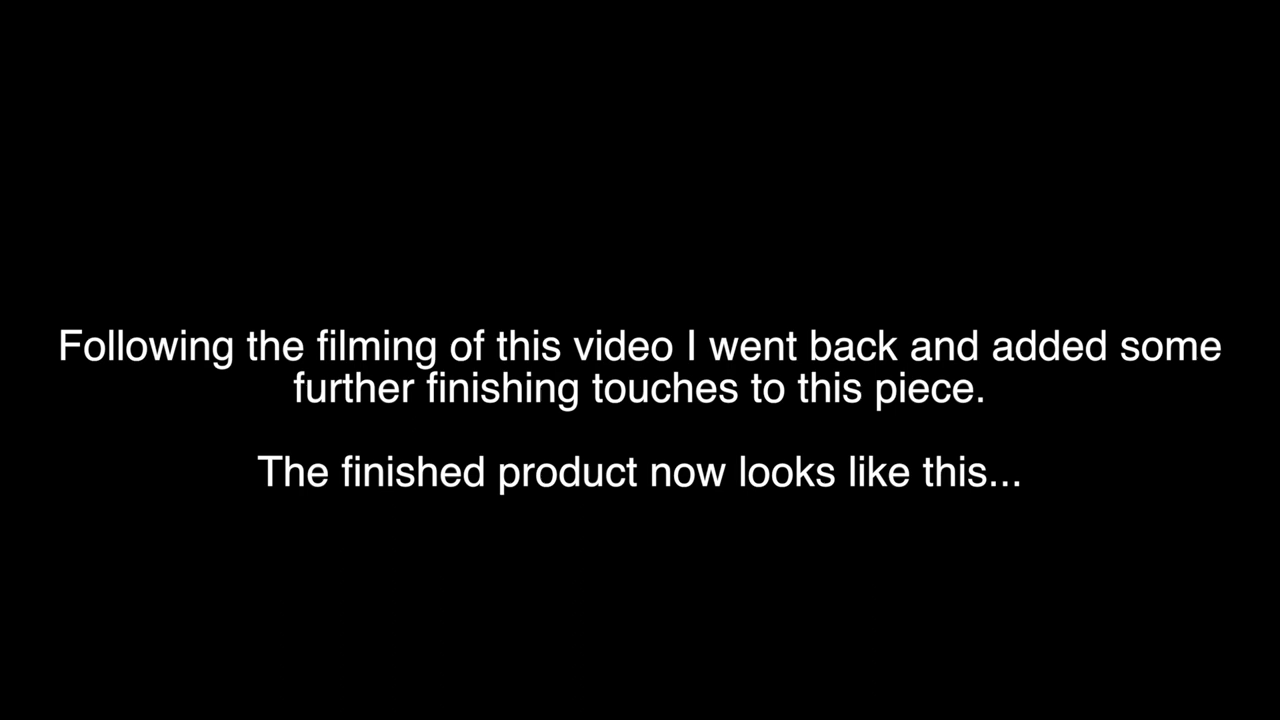 Following the filming of this video I went back and added some
further finishing touches to this piece.
The finished product now looks like this...